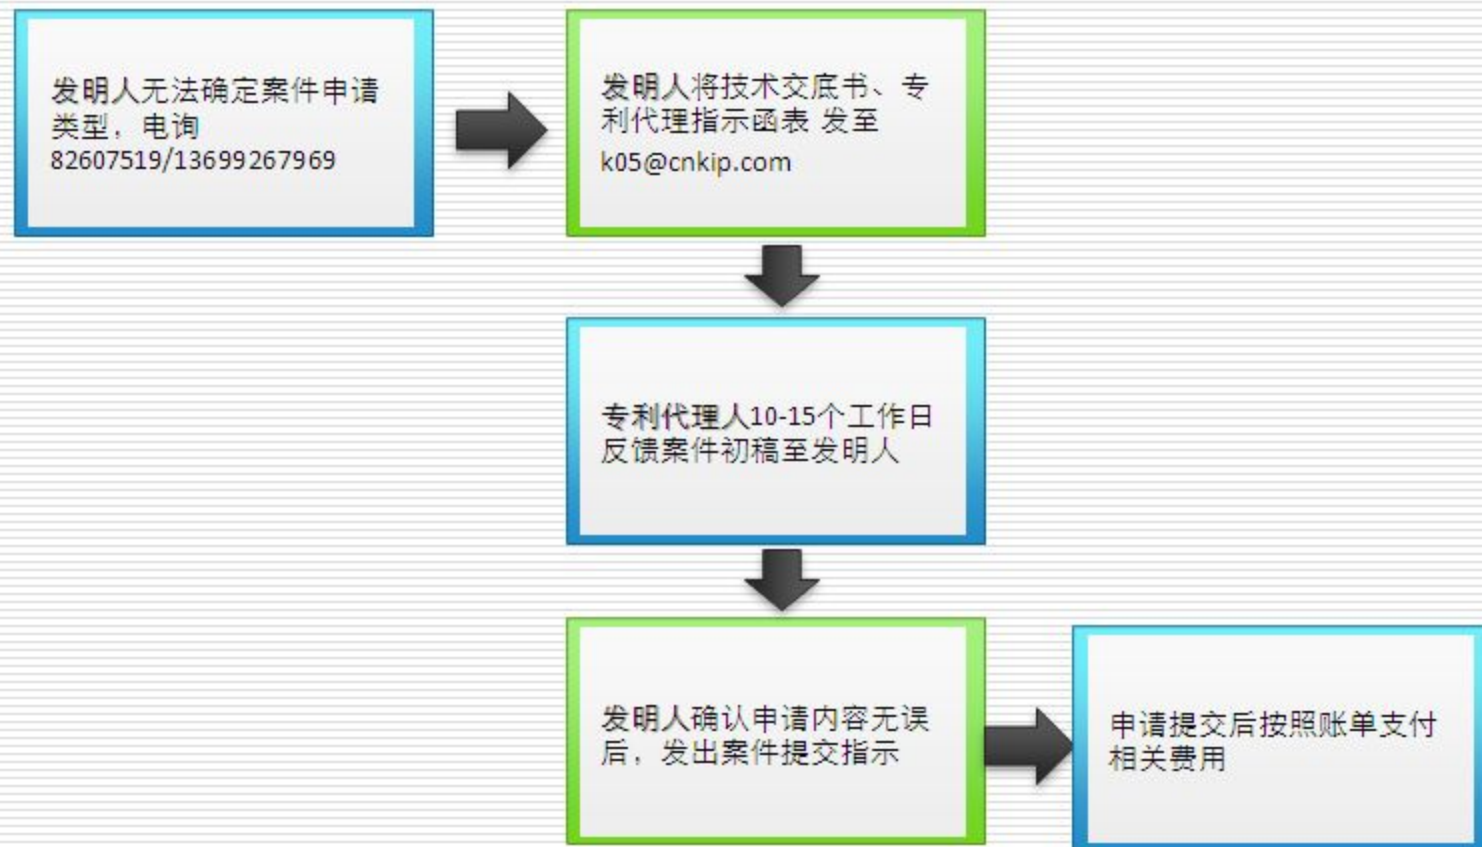 发明人无法确定案件申请
类型，电询
82607519/13699267969
发明人将技术交底书、专
利代理指示函表 发至
k05@cnkip.com
专利代理人10-15个工作日
反馈案件初稿至发明人
发明人确认申请内容无误
后，发出案件提交指示
申请提交后按照账单支付
相关费用